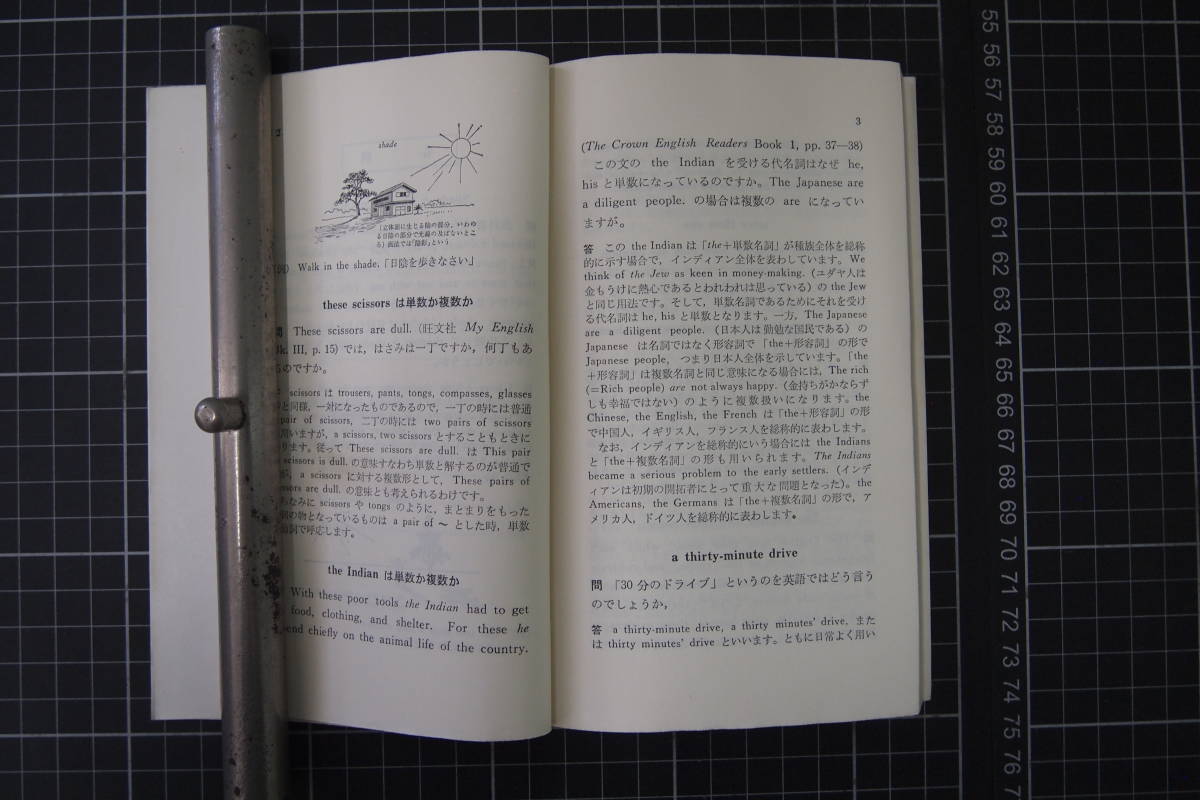 2
shade
(立体面に生じる陰の部分, いわゆ
る日陰の部分で光線の及ばないとこ
ろ) 画法では「陰影」という
(例) Walk in the shade.「日陰を歩きなさい」
these scissors は単数か複数か
問 These scissors are dull. (旺文社 My English
Bk. III, p. 15) では, はさみは一丁ですか, 何丁もあ
るのですか。
scissors は trousers, pants, tongs, compasses, glasses
と同様, 一対になったものであるので, 一丁の時には普通
pair of scissors, 二丁の時には two pairs of scissors
いますが, a scissors, two scissors とすることもときに
ります。従って These scissors are dull. は This pair
scissors is dull. の意味すなわち単数と解するのが普通で
が, a scissors に対する複数形として, These pairs of
scissors are dull. の意味とも考えられるわけです。
なみに scissors や tongs のように, まとまりをもった
の物となっているものは a pair of ～ とした時, 単数
詞で呼応します。
the Indian は単数か複数か
With these poor tools the Indian had to get
food, clothing, and shelter. For these he
end chiefly on the animal life of the country.
3
(The Crown English Readers Book 1, pp. 37—38)
この文の the Indian を受ける代名詞はなぜ he,
his と単数になっているのですか。The Japanese are
a diligent people. の場合は複数の are になってい
ますが。
答 この the Indian は「the+単数名詞」が種族全体を総称
的に示す場合で, インディアン全体を表わしています。We
think of the Jew as keen in money-making. (ユダヤ人は
金もうけに熱心であるとわれわれは思っている) の the Jew
と同じ用法です。そして, 単数名詞であるためにそれを受け
る代名詞は he, his と単数となります。一方, The Japanese
are a diligent people. (日本人は勤勉な国民である) の
Japanese は名詞ではなく形容詞で「the+形容詞」の形で
Japanese people, つまり日本人全体を示しています。「the
+形容詞」は複数名詞と同じ意味になる場合には, The rich
(=Rich people) are not always happy. (金持ちがかならず
しも幸福ではない) のように複数扱いになります。the
Chinese, the English, the French は「the+形容詞」の形
で中国人, イギリス人, フランス人を総称的に表わします。
なお, インディアンを総称的にいう場合には the Indians
と「the+複数名詞」の形も用いられます。The Indians
became a serious problem to the early settlers. (インデ
ィアンは初期の開拓者にとって重大な問題となった)。the
Americans, the Germans は「the+複数名詞」の形で, ア
メリカ人, ドイツ人を総称的に表わします。
a thirty-minute drive
問 「30 分のドライブ」というのを英語ではどう言う
のでしょうか,
答 a thirty-minute drive, a thirty minutes' drive, また
は thirty minutes' drive といいます。ともに日常よく用い
55
56
57
58
59
60
61
62
63
64
65
66
67
68
69
70
71
72
73
74
75
76